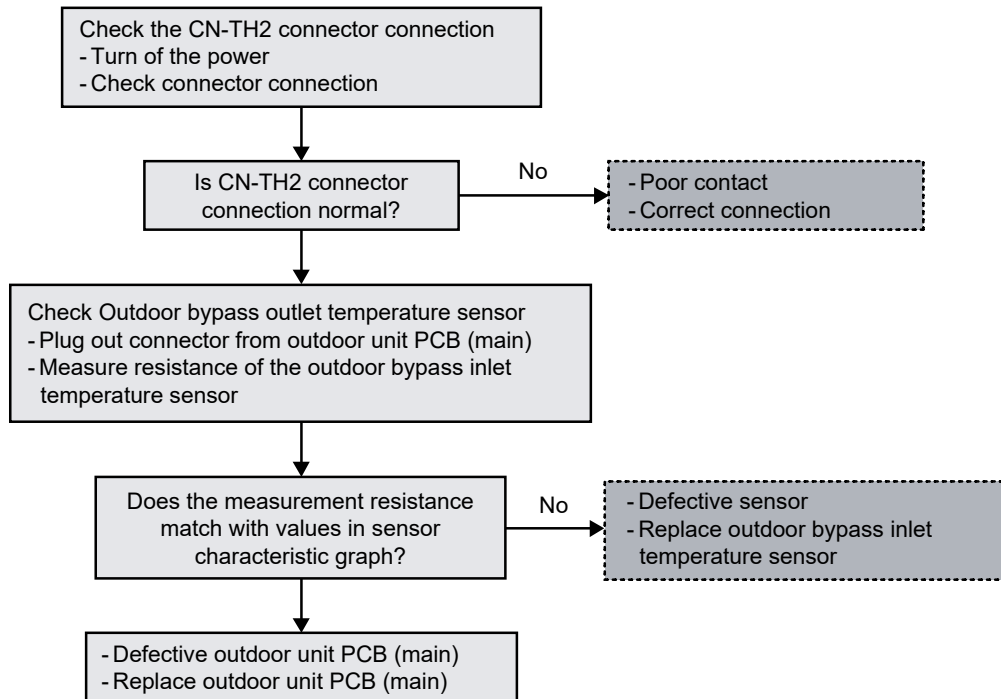 Check the CN-TH2 connector connection
- Turn of the power
- Check connector connection
Is CN-TH2 connector
connection normal?
No
- Poor contact
- Correct connection
Check Outdoor bypass outlet temperature sensor
- Plug out connector from outdoor unit PCB (main)
- Measure resistance of the outdoor bypass inlet
temperature sensor
Does the measurement resistance
match with values in sensor
characteristic graph?
No
- Defective sensor
- Replace outdoor bypass inlet
temperature sensor
- Defective outdoor unit PCB (main)
- Replace outdoor unit PCB (main)